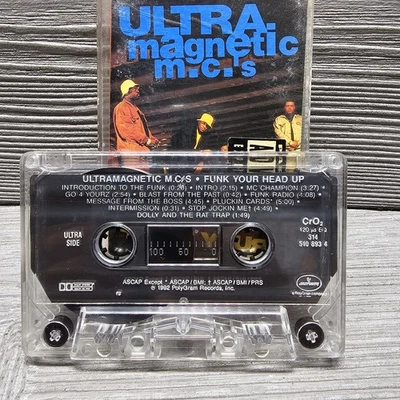 ULTRA.
magnetic
m.c.'s
ULTRAMAGNETIC M.C.'S • FUNK YOUR HEAD UP
INTRODUCTION TO THE FUNK (0:26) • INTRO (2:15) • MC CHAMPION (3:27)
GO 4 YOURZ (2:54) • BLAST FROM THE PAST (0:42) • FUNK RADIO (4:08)
MESSAGE FROM THE BOSS (4:45) • PLUCKIN CARDS* (5:00)
INTERMISSION (0:31) • STOP JOCKIN ME† (4:49)
DOLLY AND THE RAT TRAP (1:49)
ULTRA
SIDE
100 50 0
CrO2
120 μs EQ
314
510 893 4
DOLBY
ASCAP Except * ASCAP/BMI; † ASCAP/BMI/PRS
℗ 1992 PolyGram Records, Inc.